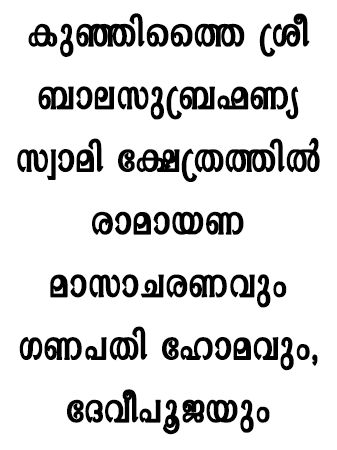 കുഞ്ഞിത്തൈ ശ്രീ
ബാലസുബ്രഹ്മണ്യ
സ്വാമി ക്ഷേത്രത്തിൽ
രാമായണ
മാസാചരണവും
ഗണപതി ഹോമവും,
ദേവീപൂജയും